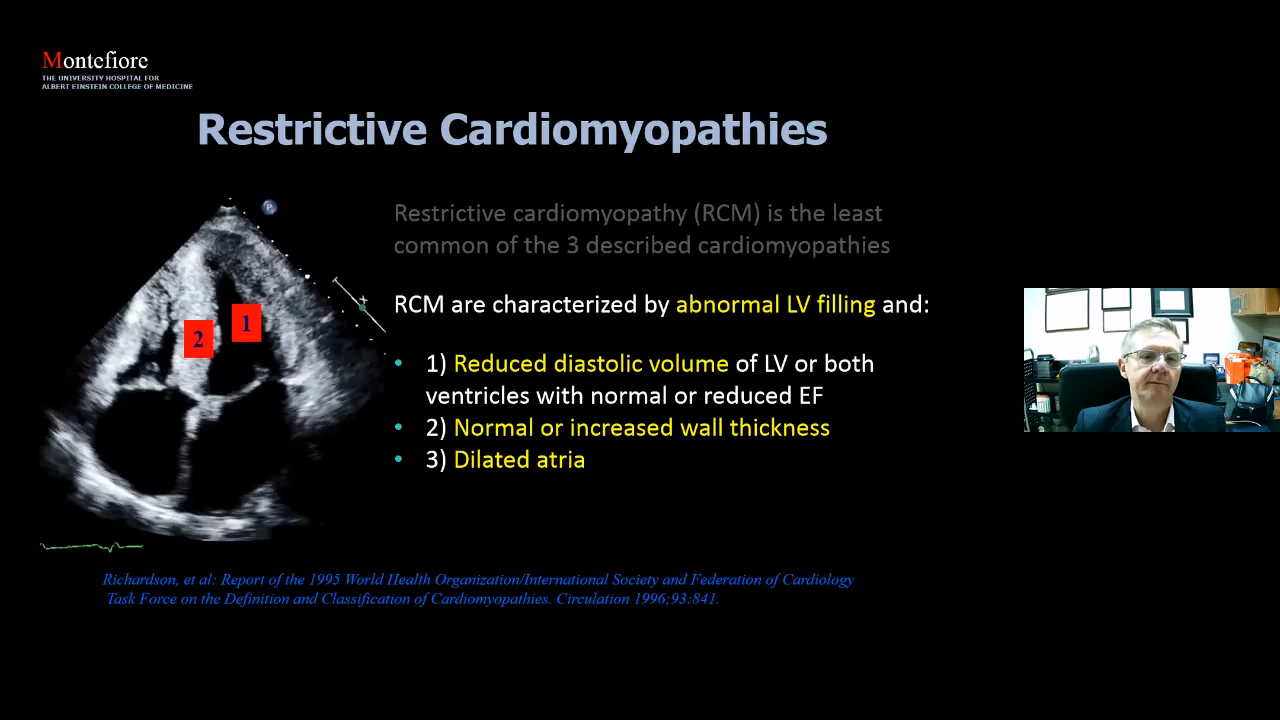 Montefiore
THE UNIVERSITY HOSPITAL FOR
ALBERT EINSTEIN COLLEGE OF MEDICINE
Restrictive Cardiomyopathies
P
Restrictive cardiomyopathy (RCM) is the least
common of the 3 described cardiomyopathies
RCM are characterized by abnormal LV filling and:
1
2
• 1) Reduced diastolic volume of LV or both
ventricles with normal or reduced EF
• 2) Normal or increased wall thickness
• 3) Dilated atria
Richardson, et al: Report of the 1995 World Health Organization/International Society and Federation of Cardiology
Task Force on the Definition and Classification of Cardiomyopathies. Circulation 1996;93:841.